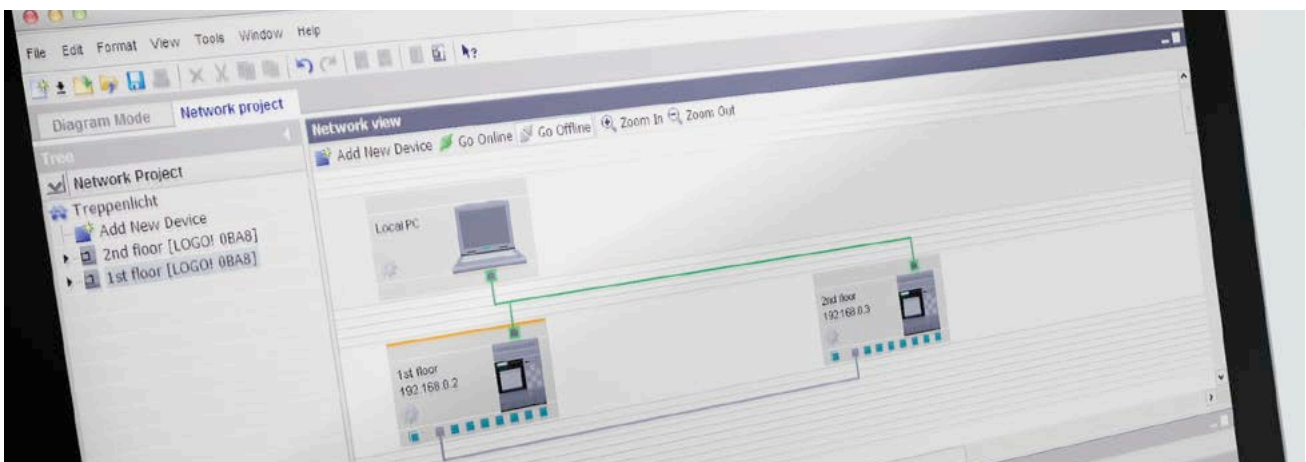 File Edit Format View Tools Window Help
Diagram Mode Network project
Tree
Network Project
Treppenlicht
Add New Device
2nd floor [LOGO! 0BA8]
1st floor [LOGO! 0BA8]
Network view
Add New Device Go Online Go Offline Zoom In Zoom Out
Local PC
1st floor
192.168.0.2
2nd floor
192.168.0.3